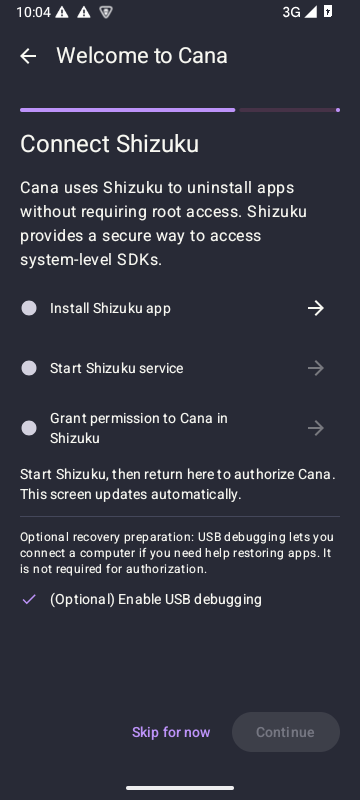 10:04
3G
Welcome to Cana
Connect Shizuku
Cana uses Shizuku to uninstall apps
without requiring root access. Shizuku
provides a secure way to access
system-level SDKs.
Install Shizuku app
Start Shizuku service
Grant permission to Cana in
Shizuku
Start Shizuku, then return here to authorize Cana.
This screen updates automatically.
Optional recovery preparation: USB debugging lets you
connect a computer if you need help restoring apps. It
is not required for authorization.
(Optional) Enable USB debugging
Skip for now
Continue